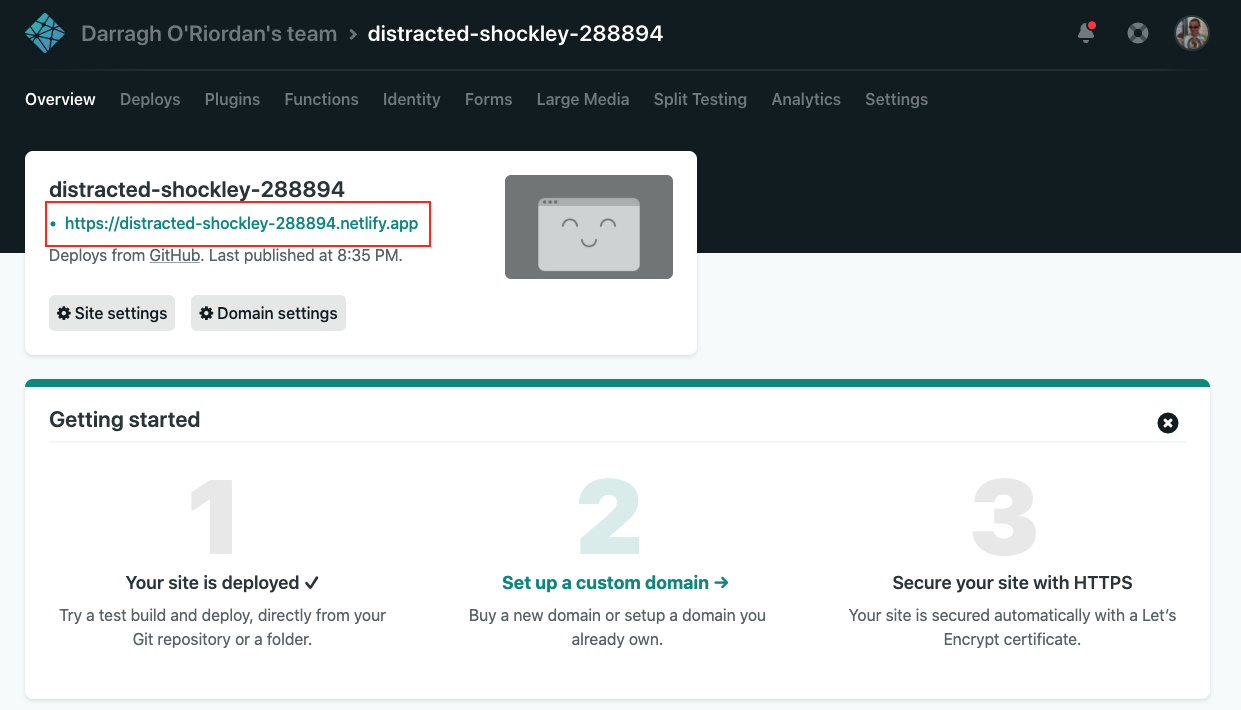 Darragh O'Riordan's team > distracted-shockley-288894
Overview Deploys Plugins Functions Identity Forms Large Media Split Testing Analytics Settings
distracted-shockley-288894
• https://distracted-shockley-288894.netlify.app
Deploys from GitHub. Last published at 8:35 PM.
Site settings Domain settings
Getting started
1
Your site is deployed ✓
Try a test build and deploy, directly from your
Git repository or a folder.
2
Set up a custom domain →
Buy a new domain or setup a domain you
already own.
3
Secure your site with HTTPS
Your site is secured automatically with a Let’s
Encrypt certificate.